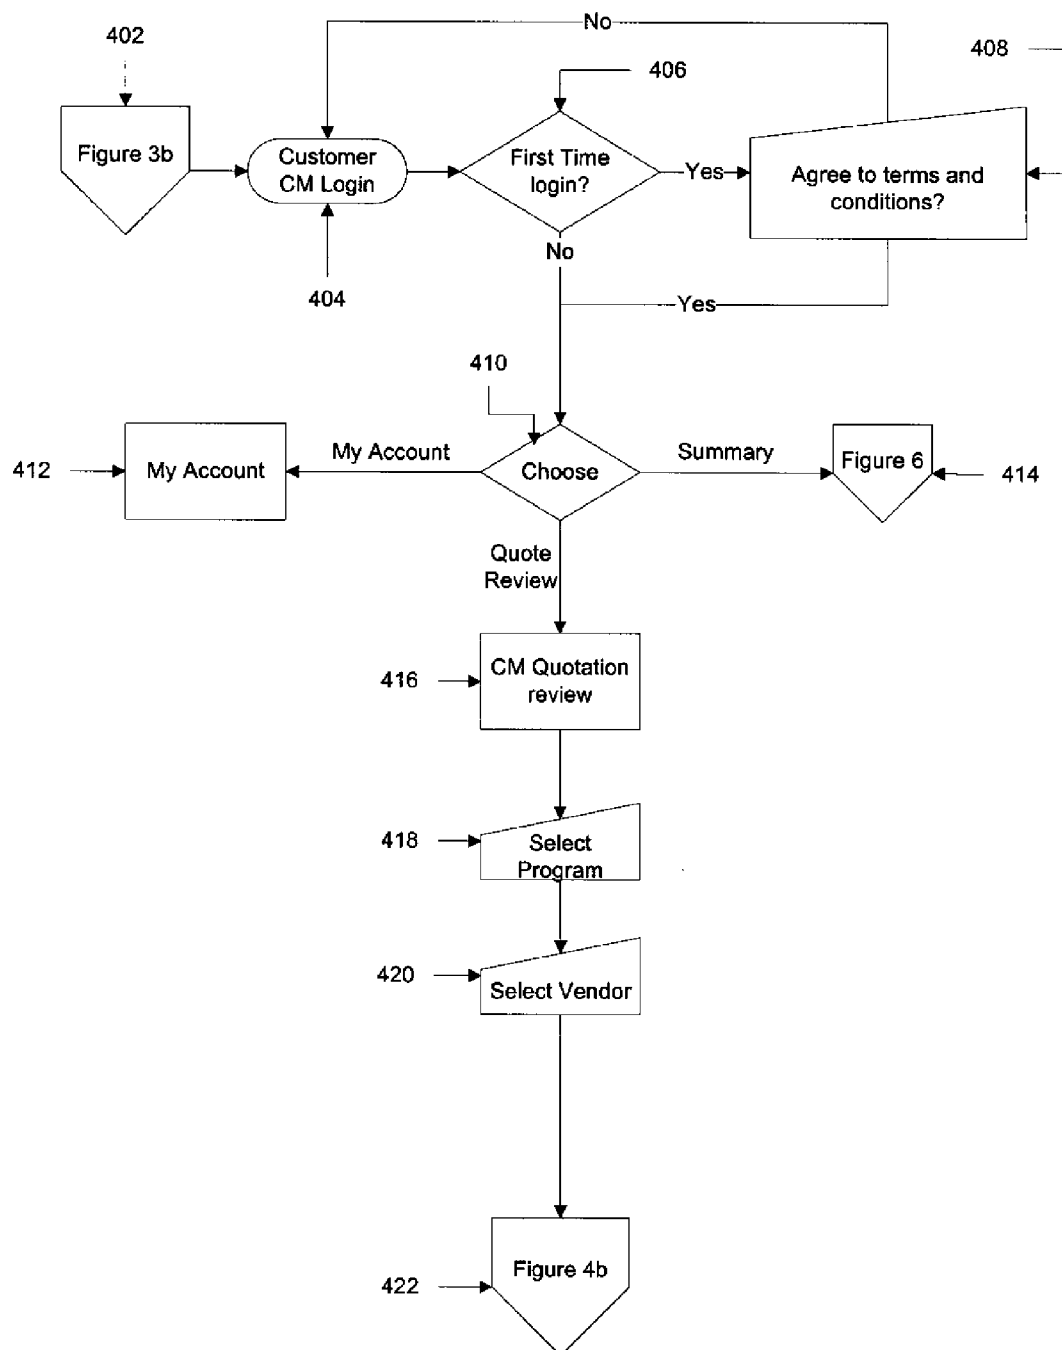 No
402
408
406
Figure 3b
Customer
CM Login
First Time
login?
Yes
Agree to terms and
conditions?
No
404
Yes
410
412
My Account
My Account
Choose
Summary
Figure 6
414
Quote
Review
416
CM Quotation
review
418
Select
Program
420
Select Vendor
Figure 4b
422